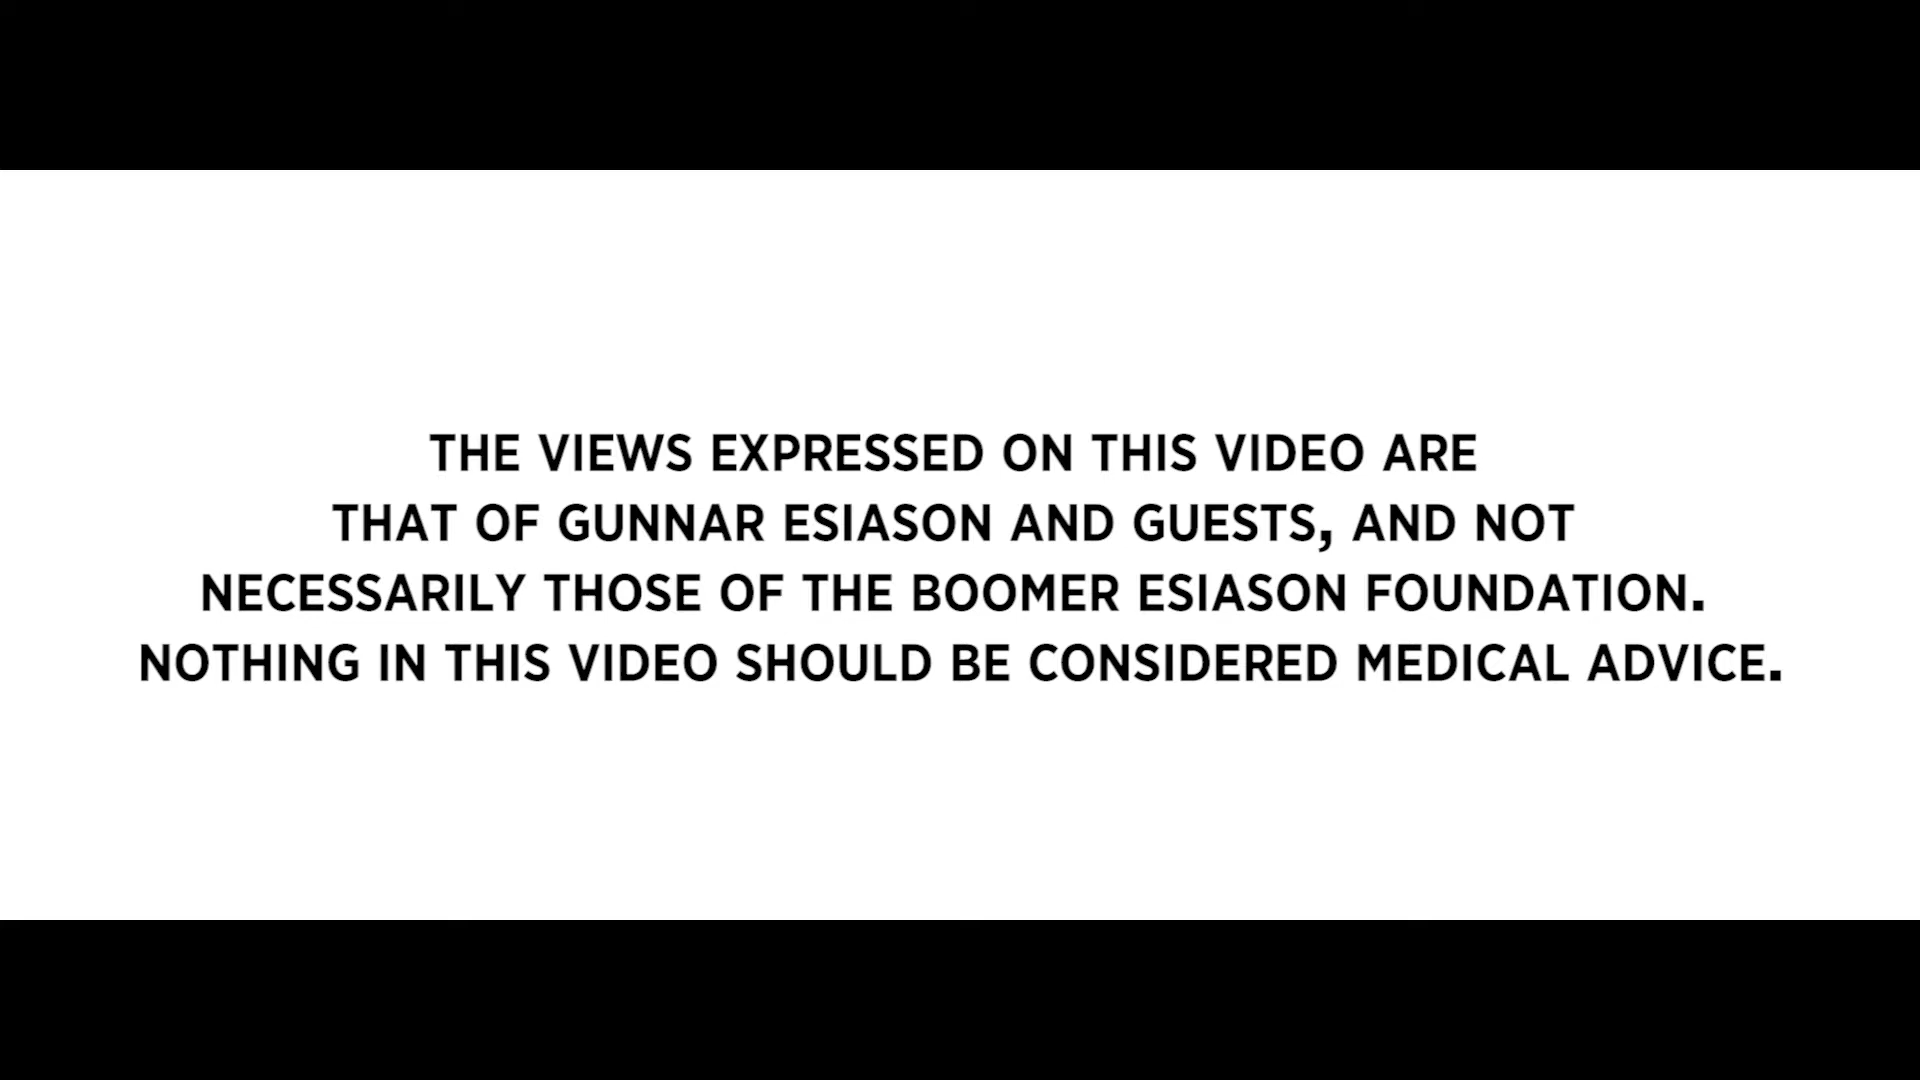 THE VIEWS EXPRESSED ON THIS VIDEO ARE
THAT OF GUNNAR ESIASON AND GUESTS, AND NOT
NECESSARILY THOSE OF THE BOOMER ESIASON FOUNDATION.
NOTHING IN THIS VIDEO SHOULD BE CONSIDERED MEDICAL ADVICE.